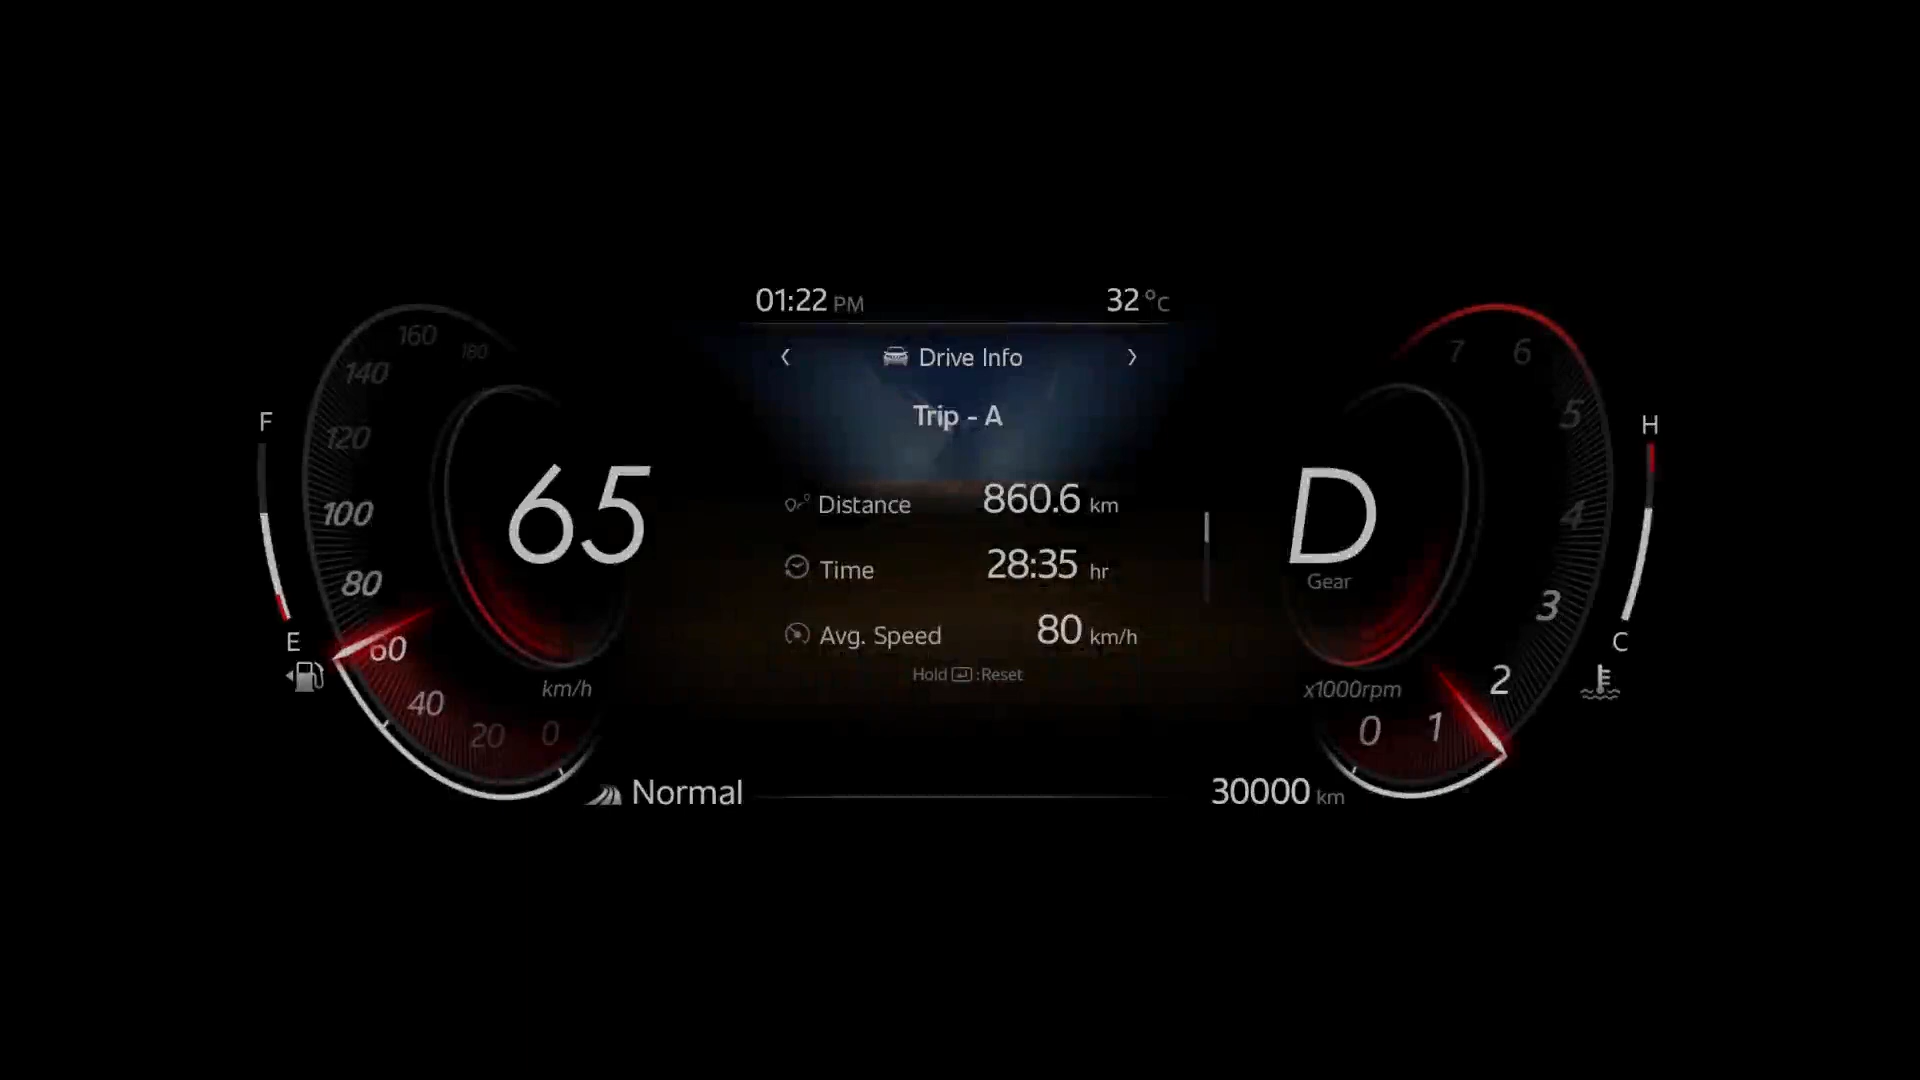 01:22 PM 32 °C
‹ Drive Info ›
Trip - A
Distance 860.6 km
Time 28:35 hr
Avg. Speed 80 km/h
Hold :Reset
F
E
180
160
140
120
100
80
60
40
20
0
65
km/h
D
Gear
7
6
5
4
3
2
1
0
x1000rpm
H
C
Normal
30000 km